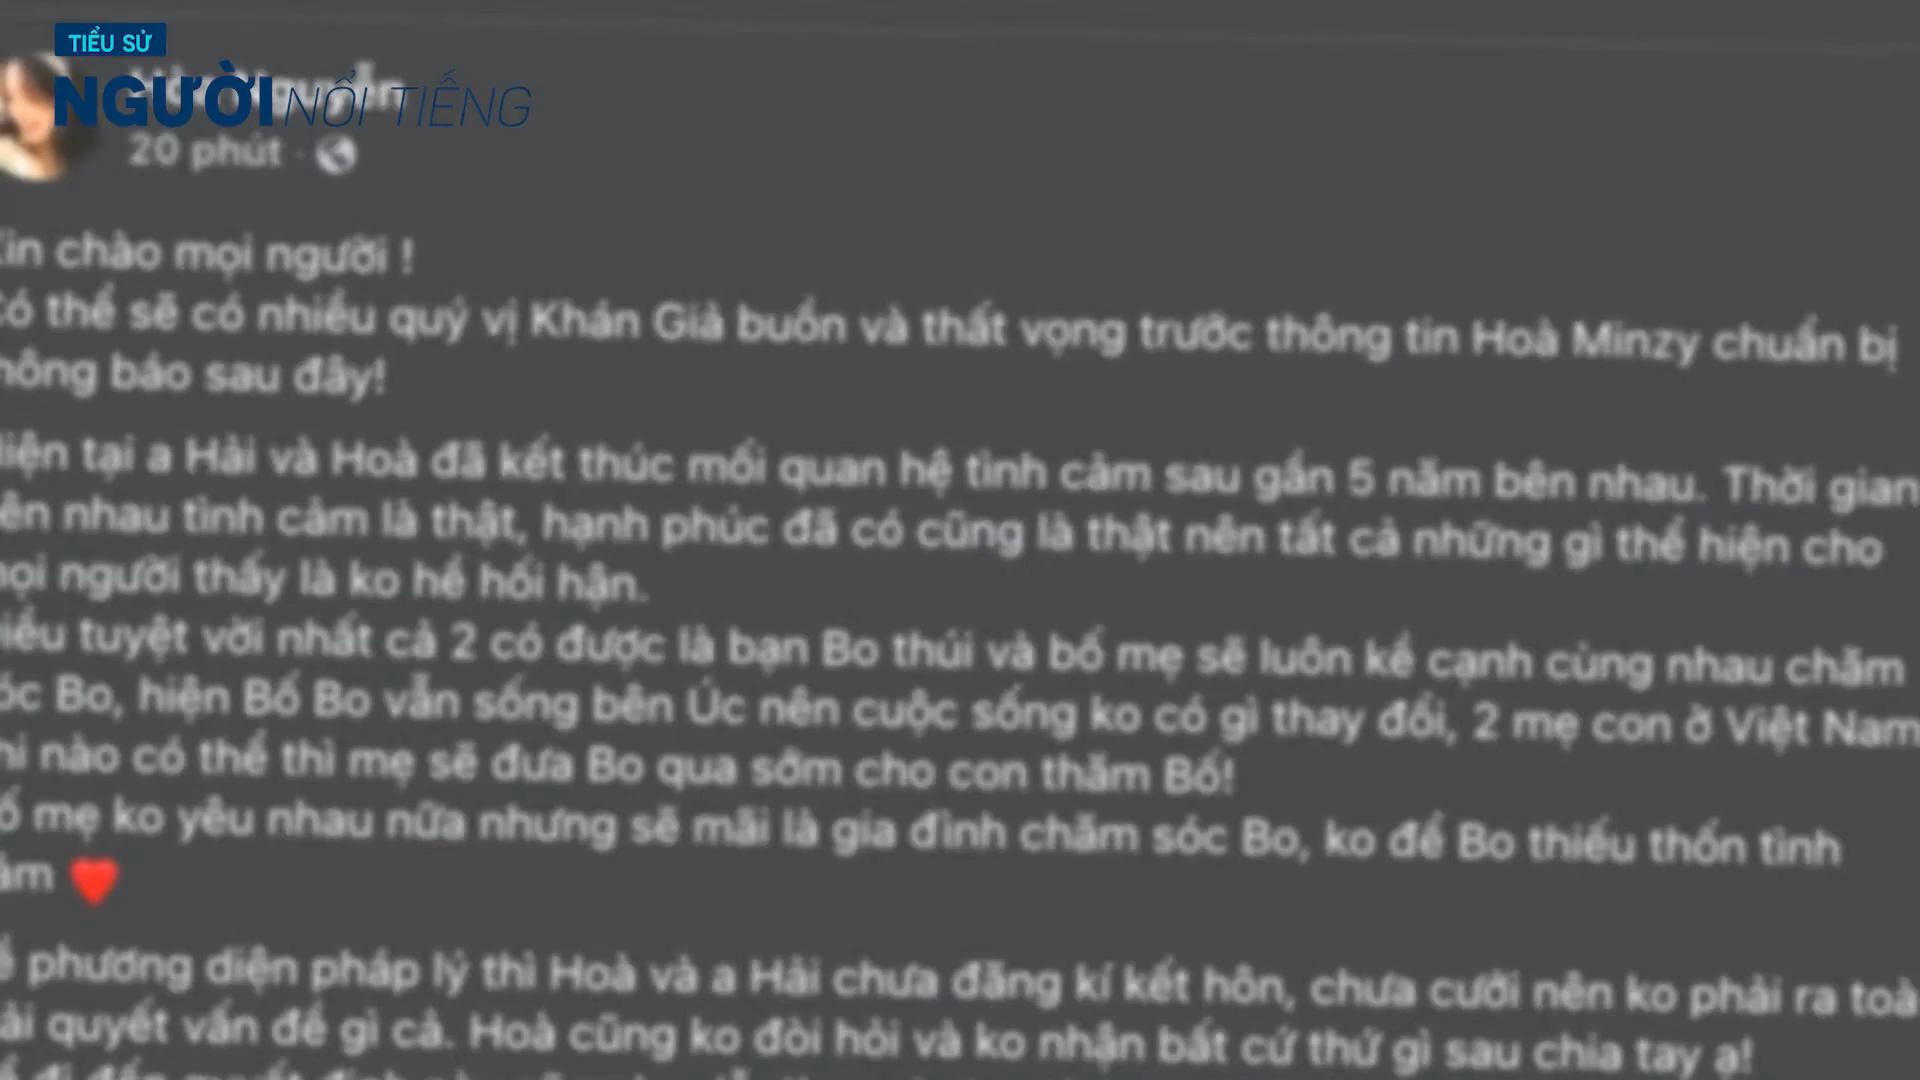 TIỂU SỬ
NGƯỜI NỔI TIẾNG
Nguyễn
20 phút ·
chào mọi người !
thể sẽ có nhiều quý vị Khán Giả buồn và thất vọng trước thông tin Hoà Minzy chuẩn bị
báo sau đây!
tại a Hải và Hoà đã kết thúc mối quan hệ tình cảm sau gần 5 năm bên nhau. Thời gian
nhau tình cảm là thật, hạnh phúc đã có cũng là thật nên tất cả những gì thể hiện cho
người thấy là ko hề hối hận.
tuyệt vời nhất cả 2 có được là bạn Bo thúi và bố mẹ sẽ luôn kề cạnh cùng nhau chăm
Bo, hiện Bố Bo vẫn sống bên Úc nên cuộc sống ko có gì thay đổi, 2 mẹ con ở Việt Nam
nào có thể thì mẹ sẽ đưa Bo qua sớm cho con thăm Bố!
mẹ ko yêu nhau nữa nhưng sẽ mãi là gia đình chăm sóc Bo, ko để Bo thiếu thốn tình
❤️
phương diện pháp lý thì Hoà và a Hải chưa đăng kí kết hôn, chưa cưới nên ko phải ra toà
quyết vấn đề gì cả. Hoà cũng ko đòi hỏi và ko nhận bất cứ thứ gì sau chia tay ạ!